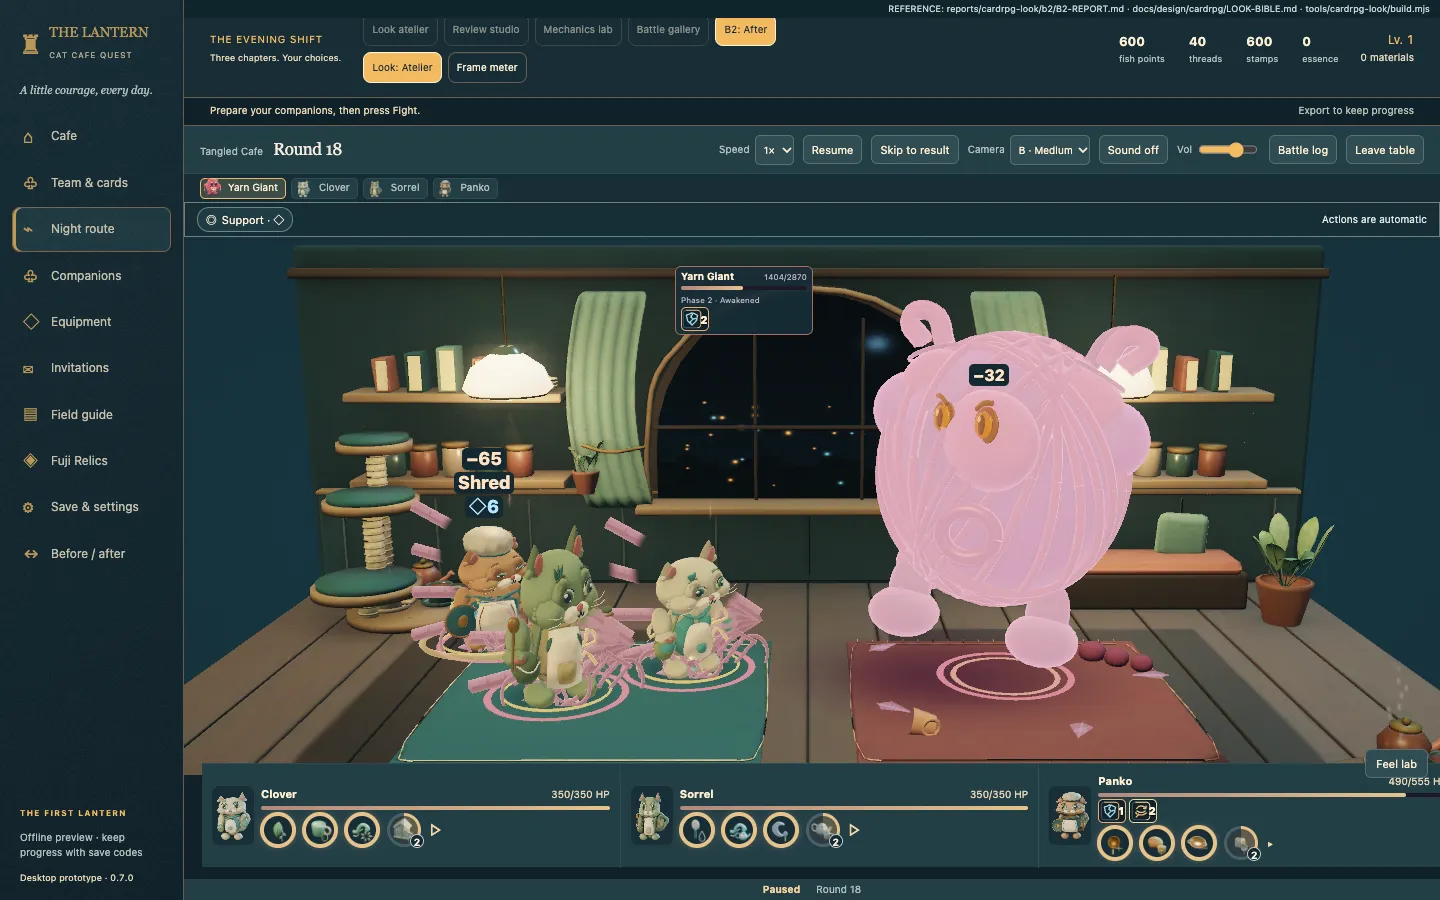 REFERENCE: reports/cardrpg-look/b2/B2-REPORT.md · docs/design/cardrpg/LOOK-BIBLE.md · tools/cardrpg-look/build.mjs
THE LANTERN
CAT CAFE QUEST
A little courage, every day.
Cafe
Team & cards
Night route
Companions
Equipment
Invitations
Field guide
Fuji Relics
Save & settings
Before / after
THE FIRST LANTERN
Offline preview · keep
progress with save codes
Desktop prototype · 0.7.0
THE EVENING SHIFT
Three chapters. Your choices.
Look atelier
Review studio
Mechanics lab
Battle gallery
B2: After
Look: Atelier
Frame meter
600 fish points
40 threads
600 stamps
0 essence
Lv. 1
0 materials
Prepare your companions, then press Fight.
Export to keep progress
Tangled Cafe Round 18
Speed 1x
Resume
Skip to result
Camera B · Medium
Sound off
Vol
Battle log
Leave table
Yarn Giant
Clover
Sorrel
Panko
Support ·
Actions are automatic
Yarn Giant 1404/2870
Phase 2 · Awakened
2
−32
−65
Shred
6
Feel lab
Clover 350/350 HP
2
Sorrel 350/350 HP
2
Panko 490/555 H
1 2
2
Paused Round 18